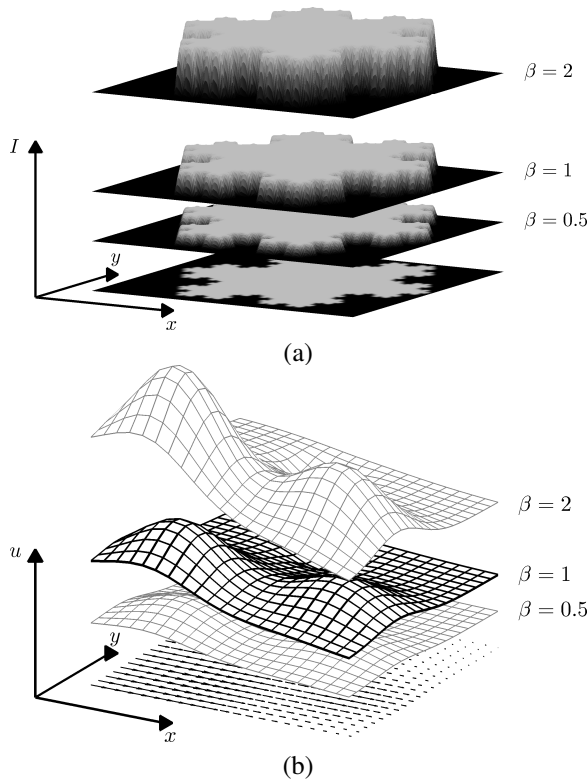 β = 2
I
β = 1
β = 0.5
y
x
(a)
β = 2
u
β = 1
β = 0.5
y
x
(b)